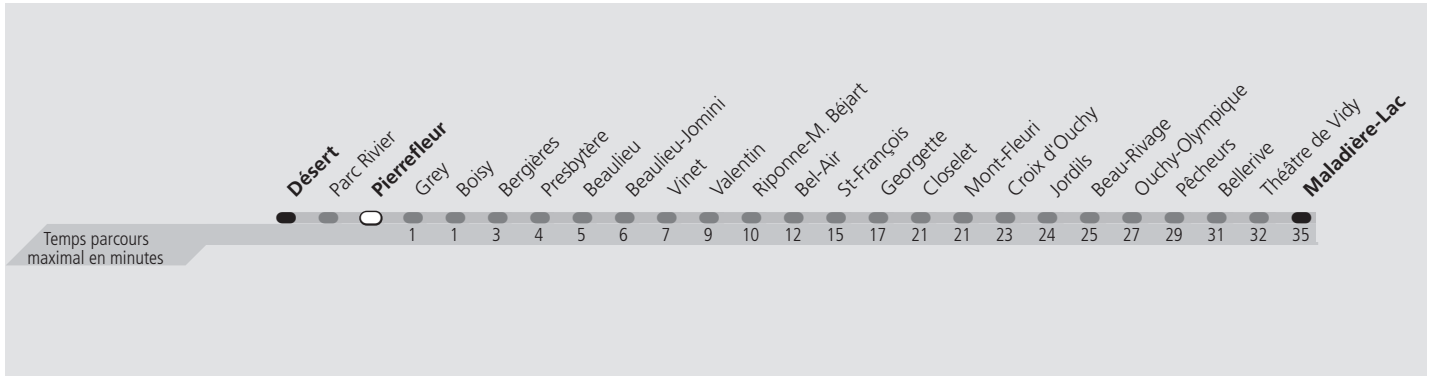 Désert
Parc Rivier
Pierrefleur
Grey
Boisy
Bergières
Presbytère
Beaulieu
Beaulieu-Jomini
Vinet
Valentin
Riponne-M. Béjart
Bel-Air
St-François
Georgette
Closelet
Mont-Fleuri
Croix d'Ouchy
Jordils
Beau-Rivage
Ouchy-Olympique
Pêcheurs
Bellerive
Théâtre de Vidy
Maladière-Lac
Temps parcours
maximal en minutes
1 1 3 4 5 6 7 9 10 12 15 17 21 21 23 24 25 27 29 31 32 35